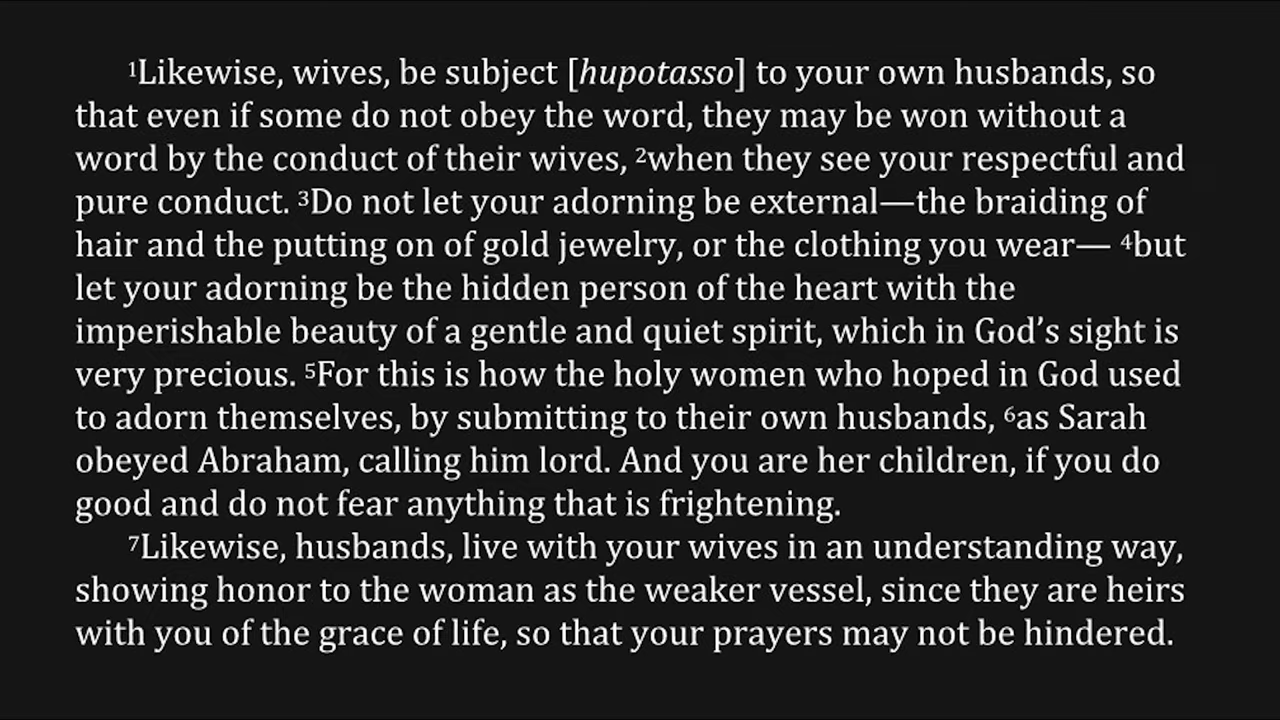 ¹Likewise, wives, be subject [hupotasso] to your own husbands, so
that even if some do not obey the word, they may be won without a
word by the conduct of their wives, ²when they see your respectful and
pure conduct. ³Do not let your adorning be external—the braiding of
hair and the putting on of gold jewelry, or the clothing you wear— ⁴but
let your adorning be the hidden person of the heart with the
imperishable beauty of a gentle and quiet spirit, which in God’s sight is
very precious. ⁵For this is how the holy women who hoped in God used
to adorn themselves, by submitting to their own husbands, ⁶as Sarah
obeyed Abraham, calling him lord. And you are her children, if you do
good and do not fear anything that is frightening.
⁷Likewise, husbands, live with your wives in an understanding way,
showing honor to the woman as the weaker vessel, since they are heirs
with you of the grace of life, so that your prayers may not be hindered.